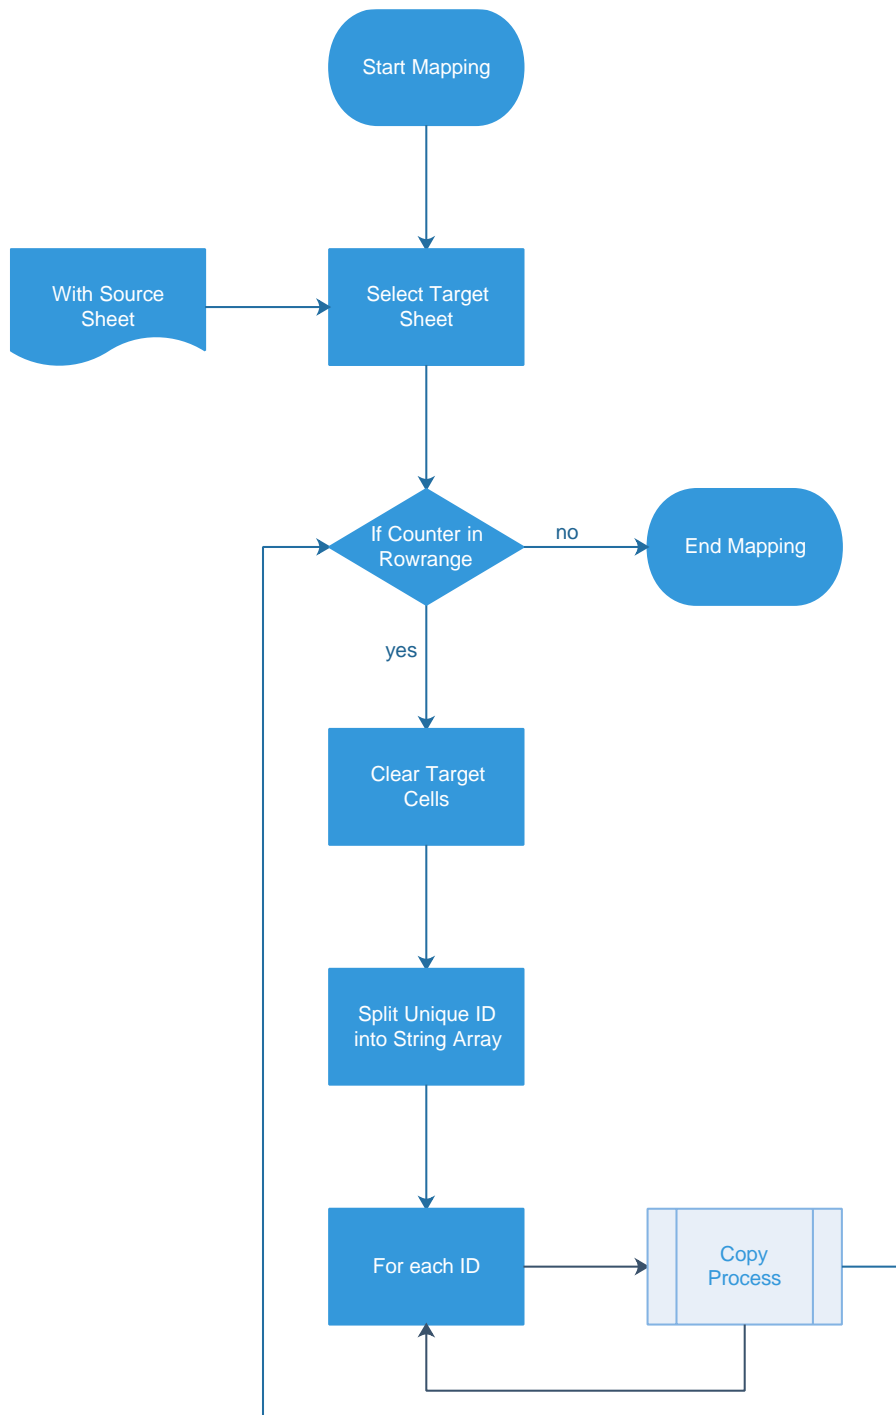 Start Mapping
With Source
Sheet
Select Target
Sheet
If Counter in
Rowrange
no
End Mapping
yes
Clear Target
Cells
Split Unique ID
into String Array
For each ID
Copy
Process